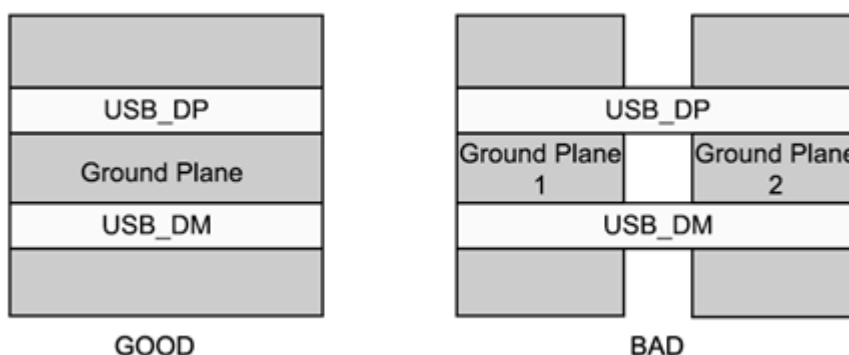 USB_DP
Ground Plane
USB_DM
GOOD
USB_DP
Ground Plane
1
Ground Plane
2
USB_DM
BAD